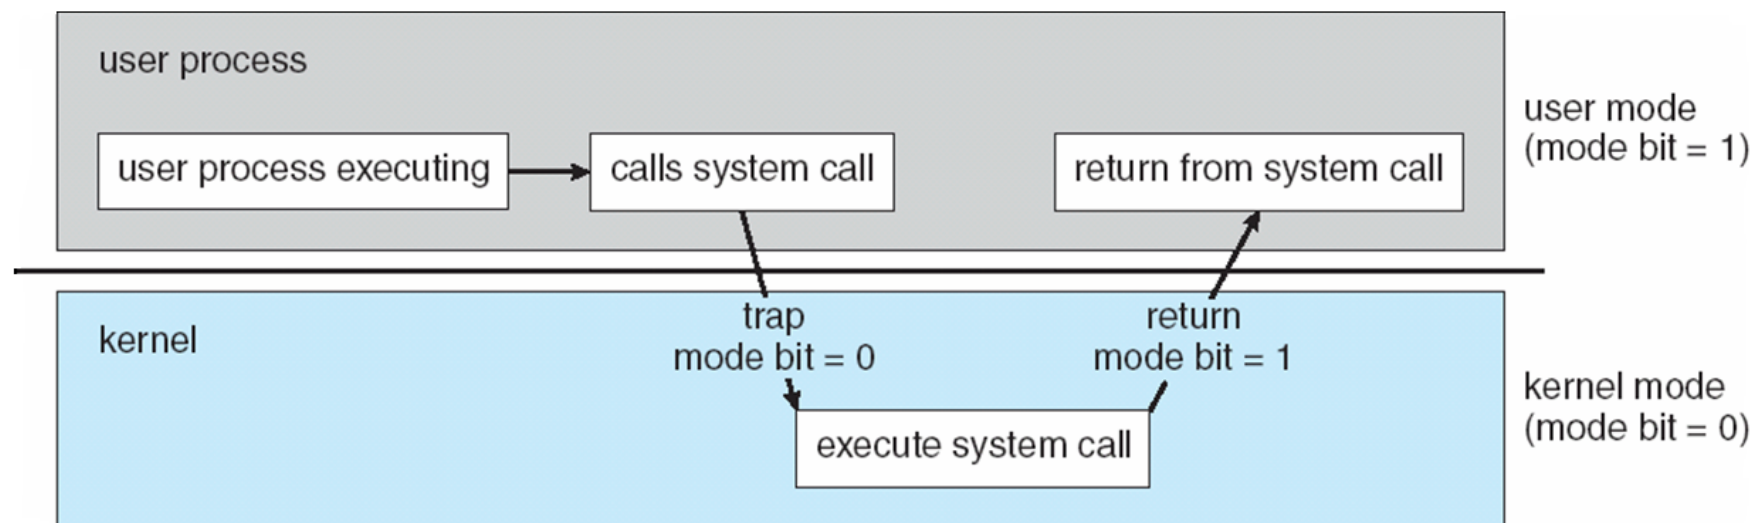 user process
user process executing
calls system call
return from system call
user mode
(mode bit = 1)
kernel
trap
mode bit = 0
return
mode bit = 1
execute system call
kernel mode
(mode bit = 0)